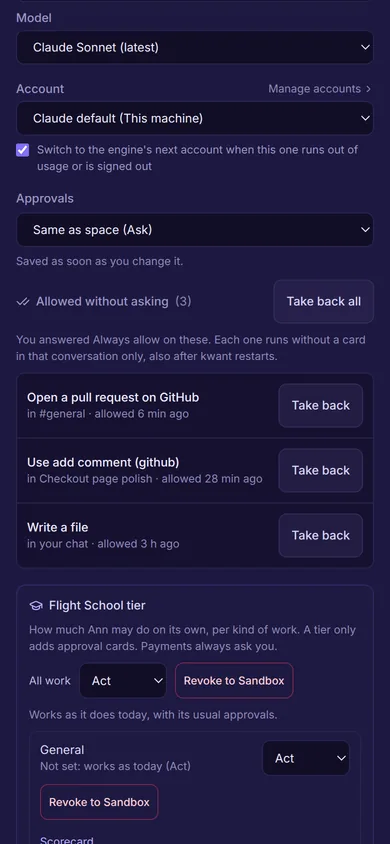 Model
Claude Sonnet (latest)
Account
Manage accounts
Claude default (This machine)
Switch to the engine's next account when this one runs out of
usage or is signed out
Approvals
Same as space (Ask)
Saved as soon as you change it.
Allowed without asking (3)
Take back all
You answered Always allow on these. Each one runs without a card
in that conversation only, also after kwant restarts.
Open a pull request on GitHub
in #general · allowed 6 min ago
Take back
Use add comment (github)
in Checkout page polish · allowed 28 min ago
Take back
Write a file
in your chat · allowed 3 h ago
Take back
Flight School tier
How much Ann may do on its own, per kind of work. A tier only
adds approval cards. Payments always ask you.
All work
Act
Revoke to Sandbox
Works as it does today, with its usual approvals.
General
Not set: works as today (Act)
Act
Revoke to Sandbox
Scorecard